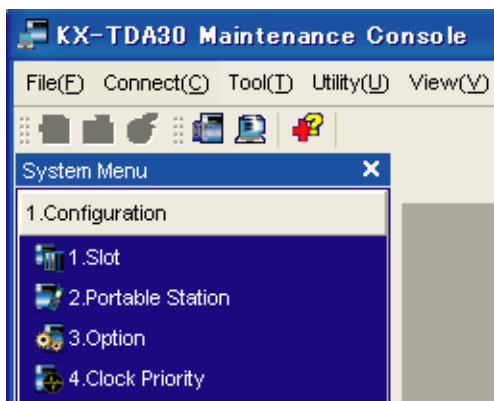 KX-TDA30 Maintenance Console
File(F) Connect(C) Tool(T) Utility(U) View(V)
System Menu
1.Configuration
1.Slot
2.Portable Station
3.Option
4.Clock Priority